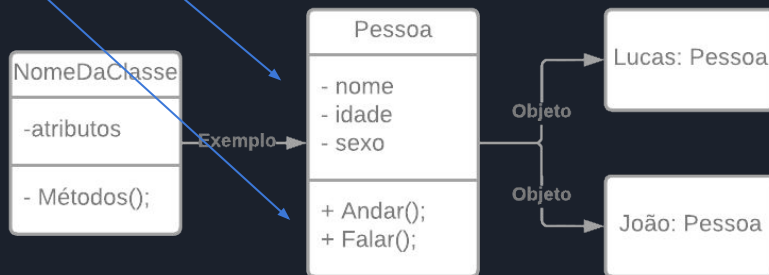 NomeDaClasse
-atributos
- Métodos();
Exemplo
Pessoa
- nome
- idade
- sexo
+ Andar();
+ Falar();
Objeto
Objeto
Lucas: Pessoa
João: Pessoa